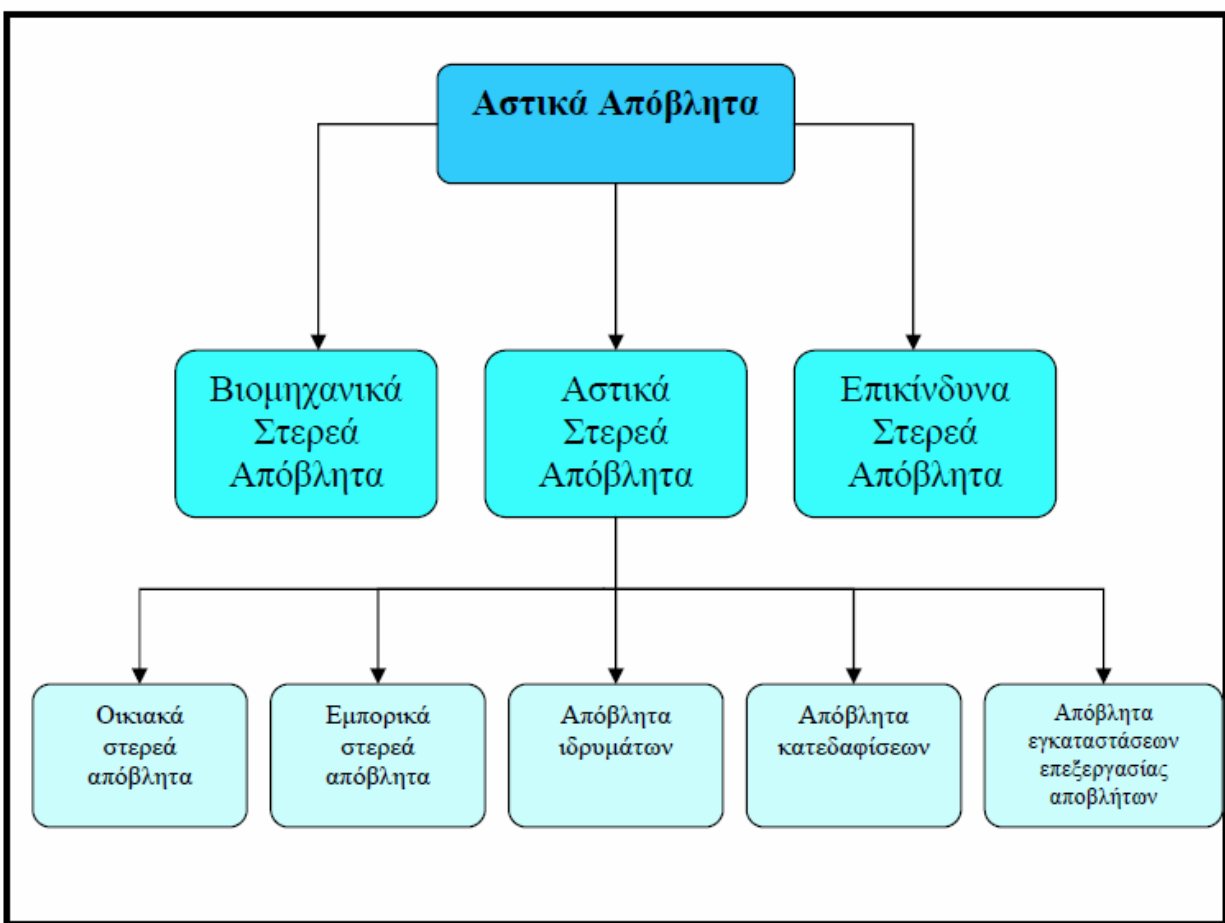 Αστικά Απόβλητα
Βιομηχανικά
Στερεά
Απόβλητα
Αστικά
Στερεά
Απόβλητα
Επικίνδυνα
Στερεά
Απόβλητα
Οικιακά
στερεά
απόβλητα
Εμπορικά
στερεά
απόβλητα
Απόβλητα
ιδρυμάτων
Απόβλητα
κατεδαφίσεων
Απόβλητα
εγκαταστάσεων
επεξεργασίας
αποβλήτων